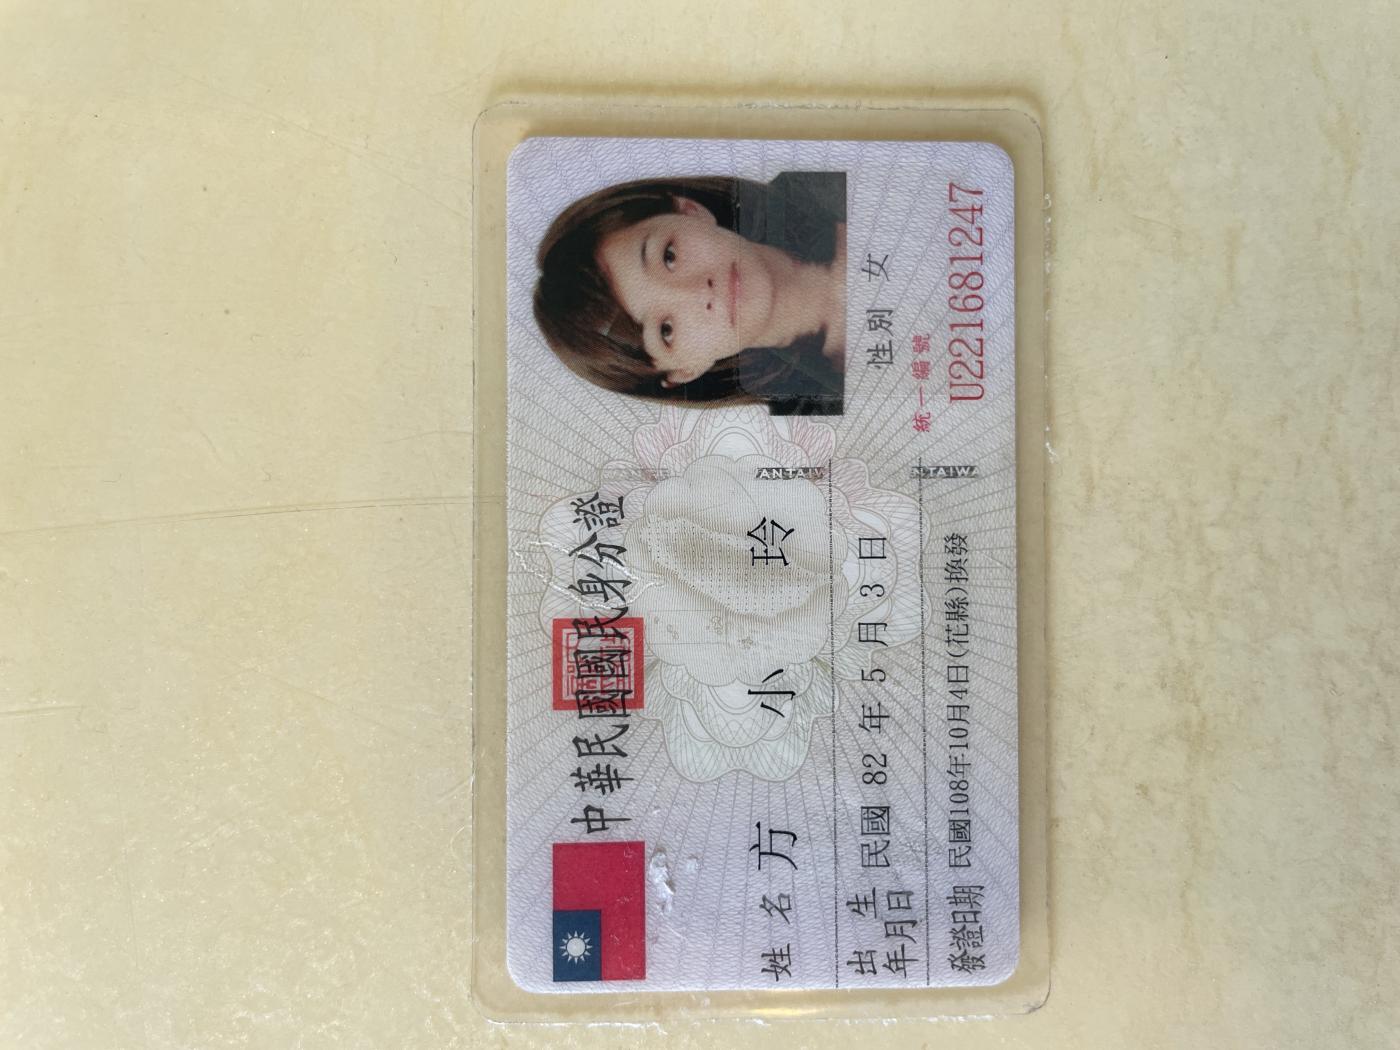 中華民國國民身分證
姓名 方小玲
出生年月日 民國 82 年 5 月 3 日
性別 女
發證日期 民國108年10月4日(花縣)換發
統一編號
U221681247
ANTAIW
NTAIWA